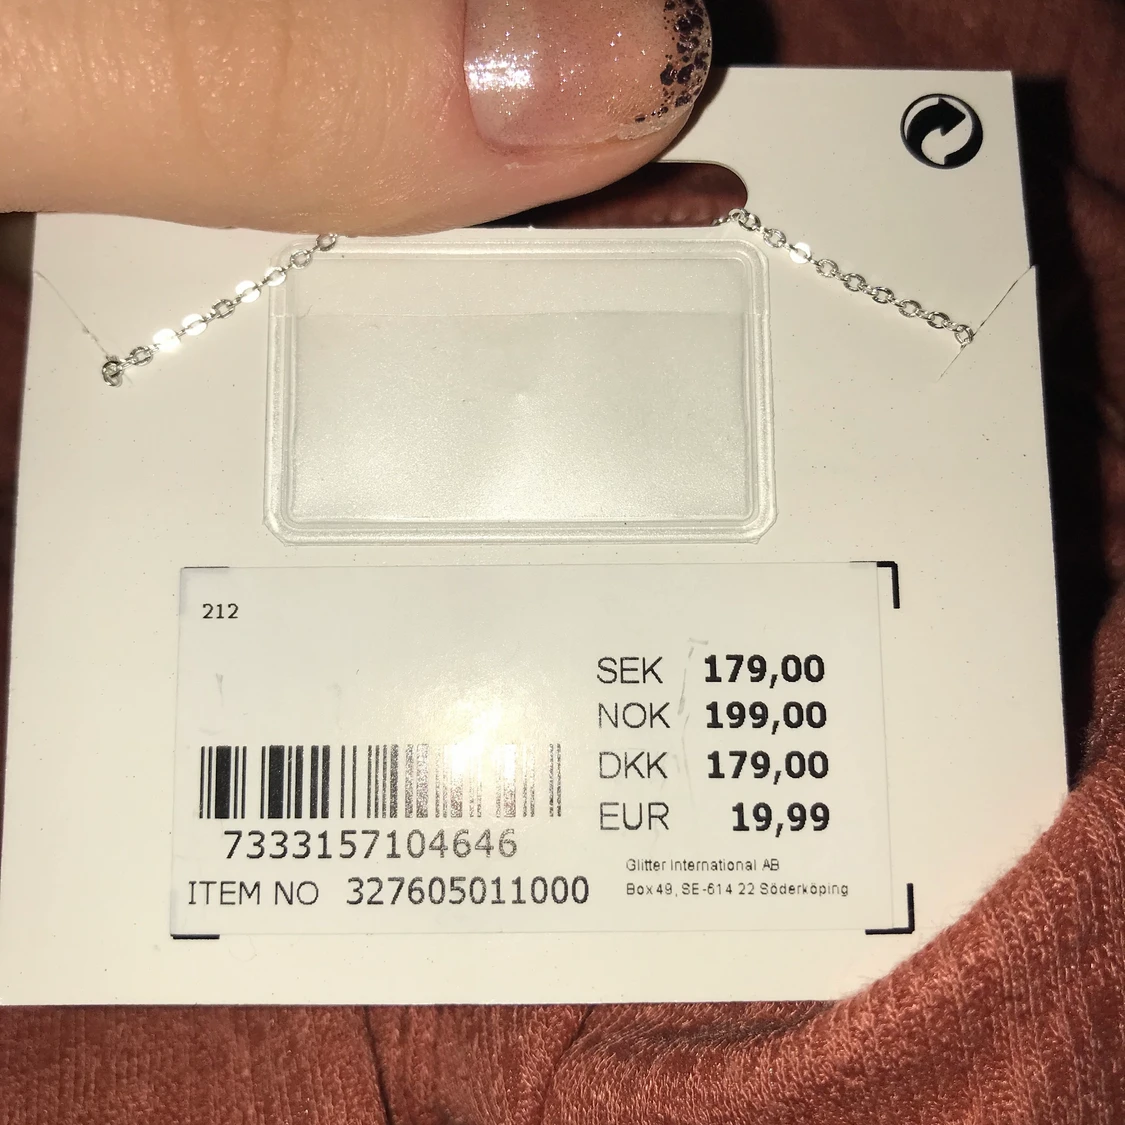 212
SEK 179,00
NOK 199,00
DKK 179,00
EUR 19,99
7333157104646
ITEM NO 327605011000
Glitter International AB
Box 49, SE-614 22 Söderköping